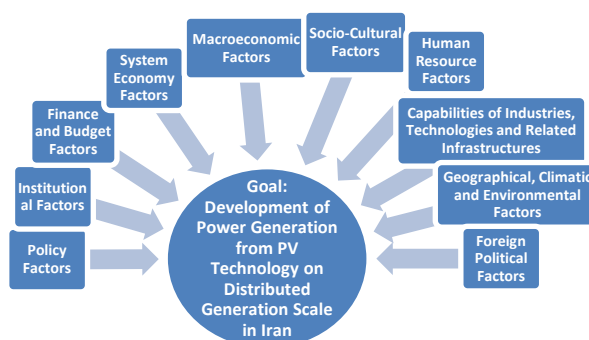 Policy
Factors
Institution
al Factors
Finance
and Budget
Factors
System
Economy
Factors
Macroeconomic
Factors
Socio-Cultural
Factors
Human
Resource
Factors
Capabilities of Industries,
Technologies and Related
Infrastructures
Geographical, Climatic
and Environmental
Factors
Foreign
Political
Factors
Goal:
Development of
Power Generation
from PV
Technology on
Distributed
Generation Scale
in Iran